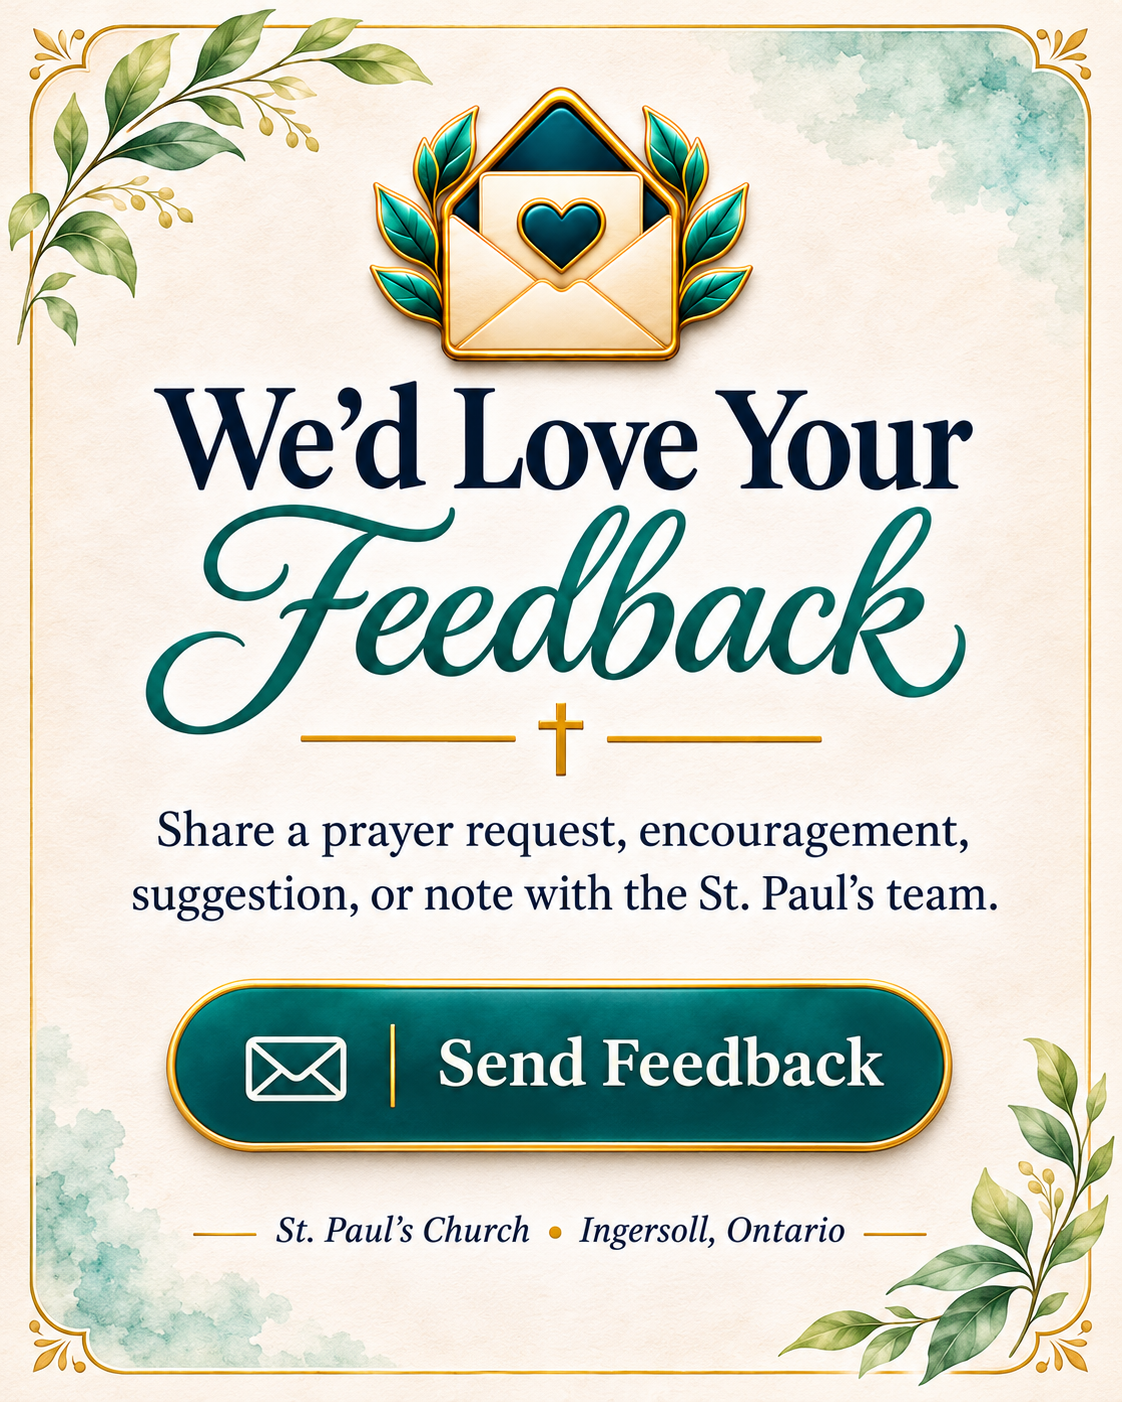 We’d Love Your
Feedback
Share a prayer request, encouragement,
suggestion, or note with the St. Paul’s team.
Send Feedback
St. Paul’s Church • Ingersoll, Ontario